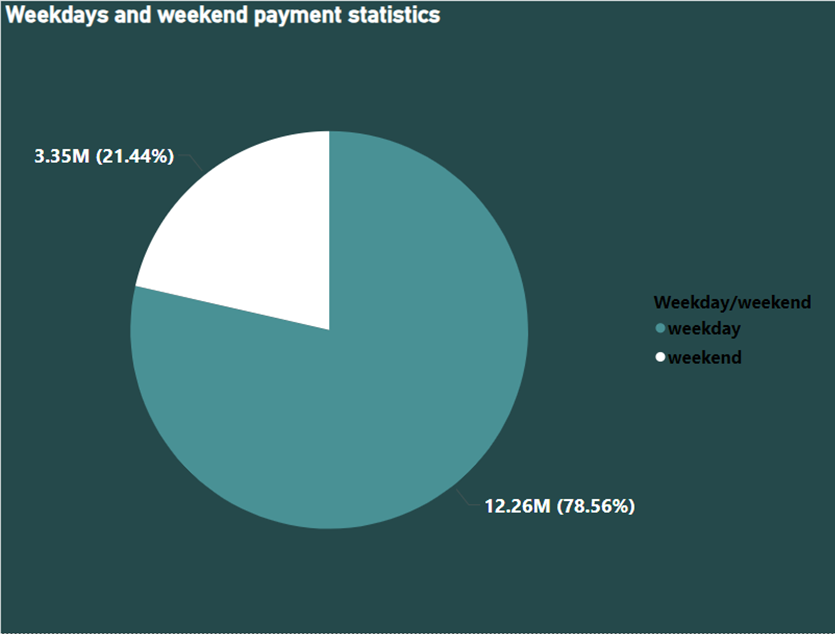 Weekdays and weekend payment statistics
3.35M (21.44%)
Weekday/weekend
weekday
weekend
12.26M (78.56%)